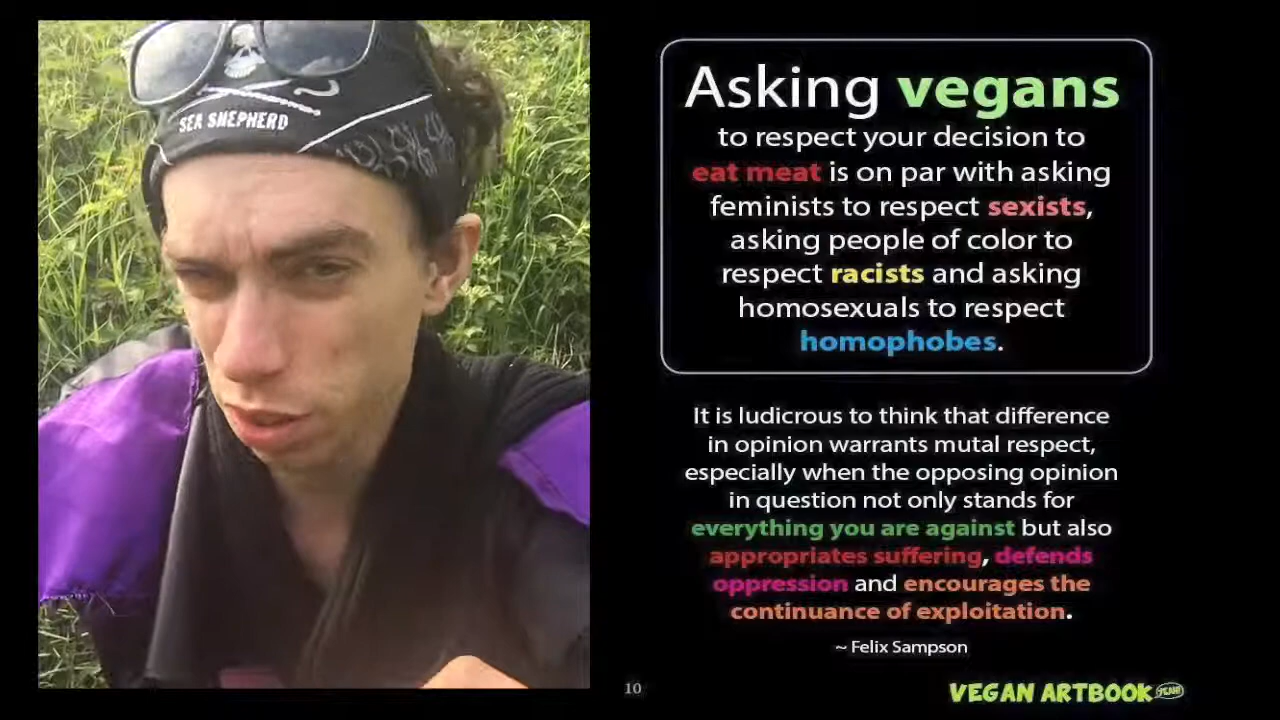 SEA SHEPHERD
Asking vegans
to respect your decision to
eat meat is on par with asking
feminists to respect sexists,
asking people of color to
respect racists and asking
homosexuals to respect
homophobes.
It is ludicrous to think that difference
in opinion warrants mutal respect,
especially when the opposing opinion
in question not only stands for
everything you are against but also
appropriates suffering, defends
oppression and encourages the
continuance of exploitation.
~ Felix Sampson
10
VEGAN ARTBOOK YEAH!